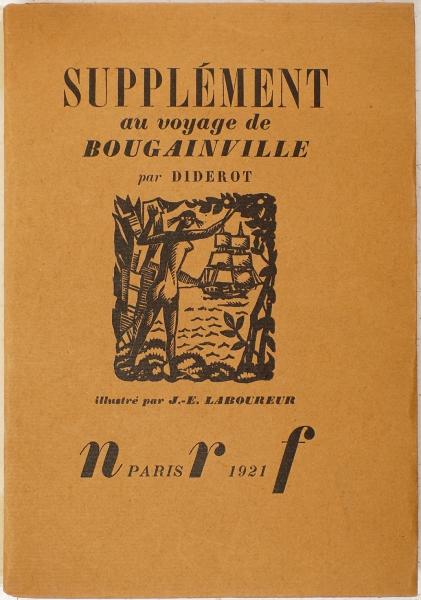 SUPPLÉMENT
au voyage de
BOUGAINVILLE
par DIDEROT
illustré par J.-E. LABOUREUR
n PARIS r 1921 f